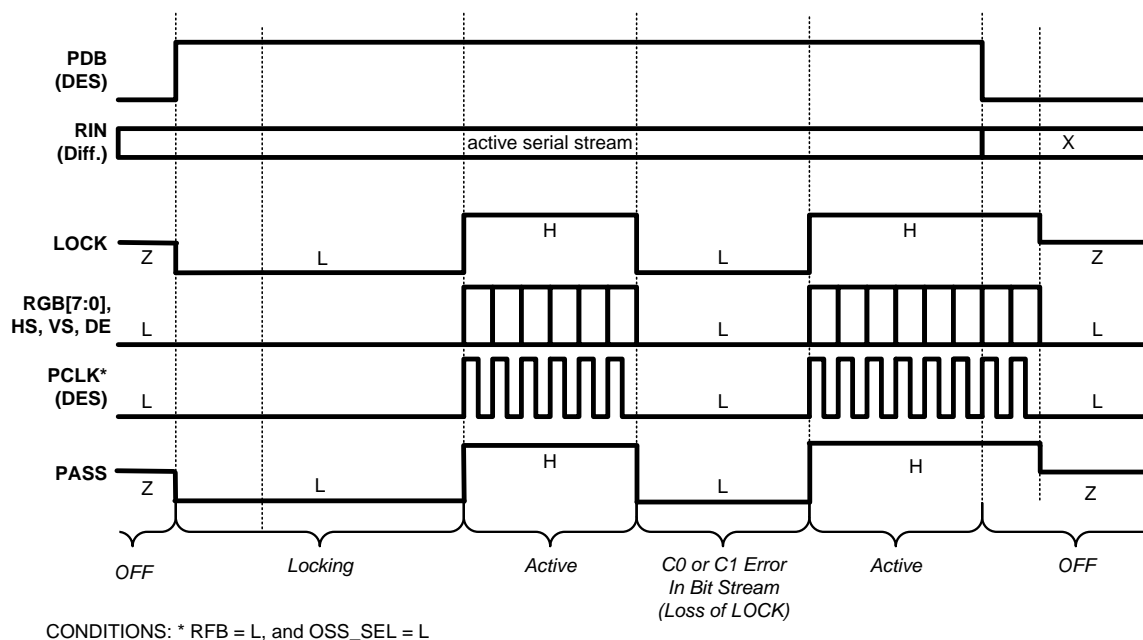 PDB
(DES)
RIN
(Diff.)
active serial stream
X
LOCK
Z
L
H
L
H
Z
RGB[7:0],
HS, VS, DE
L
L
L
PCLK*
(DES)
L
L
L
PASS
Z
L
H
L
H
Z
OFF
Locking
Active
C0 or C1 Error
In Bit Stream
(Loss of LOCK)
Active
OFF
CONDITIONS: * RFB = L, and OSS_SEL = L